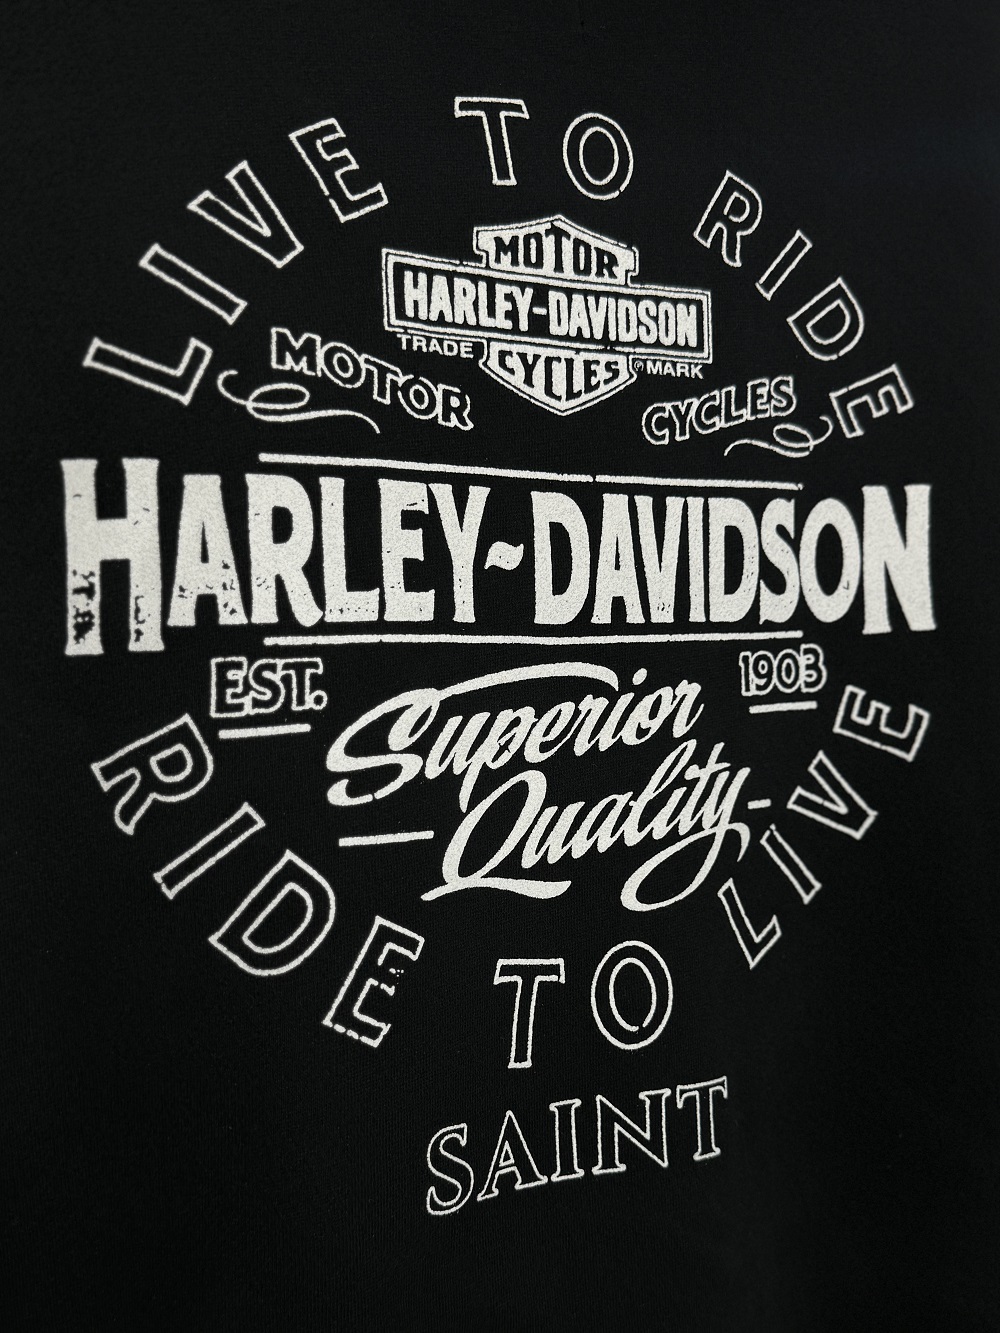 LIVE TO RIDE
MOTOR
HARLEY-DAVIDSON
TRADE CYCLES ® MARK
MOTOR CYCLES
HARLEY~DAVIDSON
EST. 1903
Superior
Quality
RIDE TO LIVE
SAINT